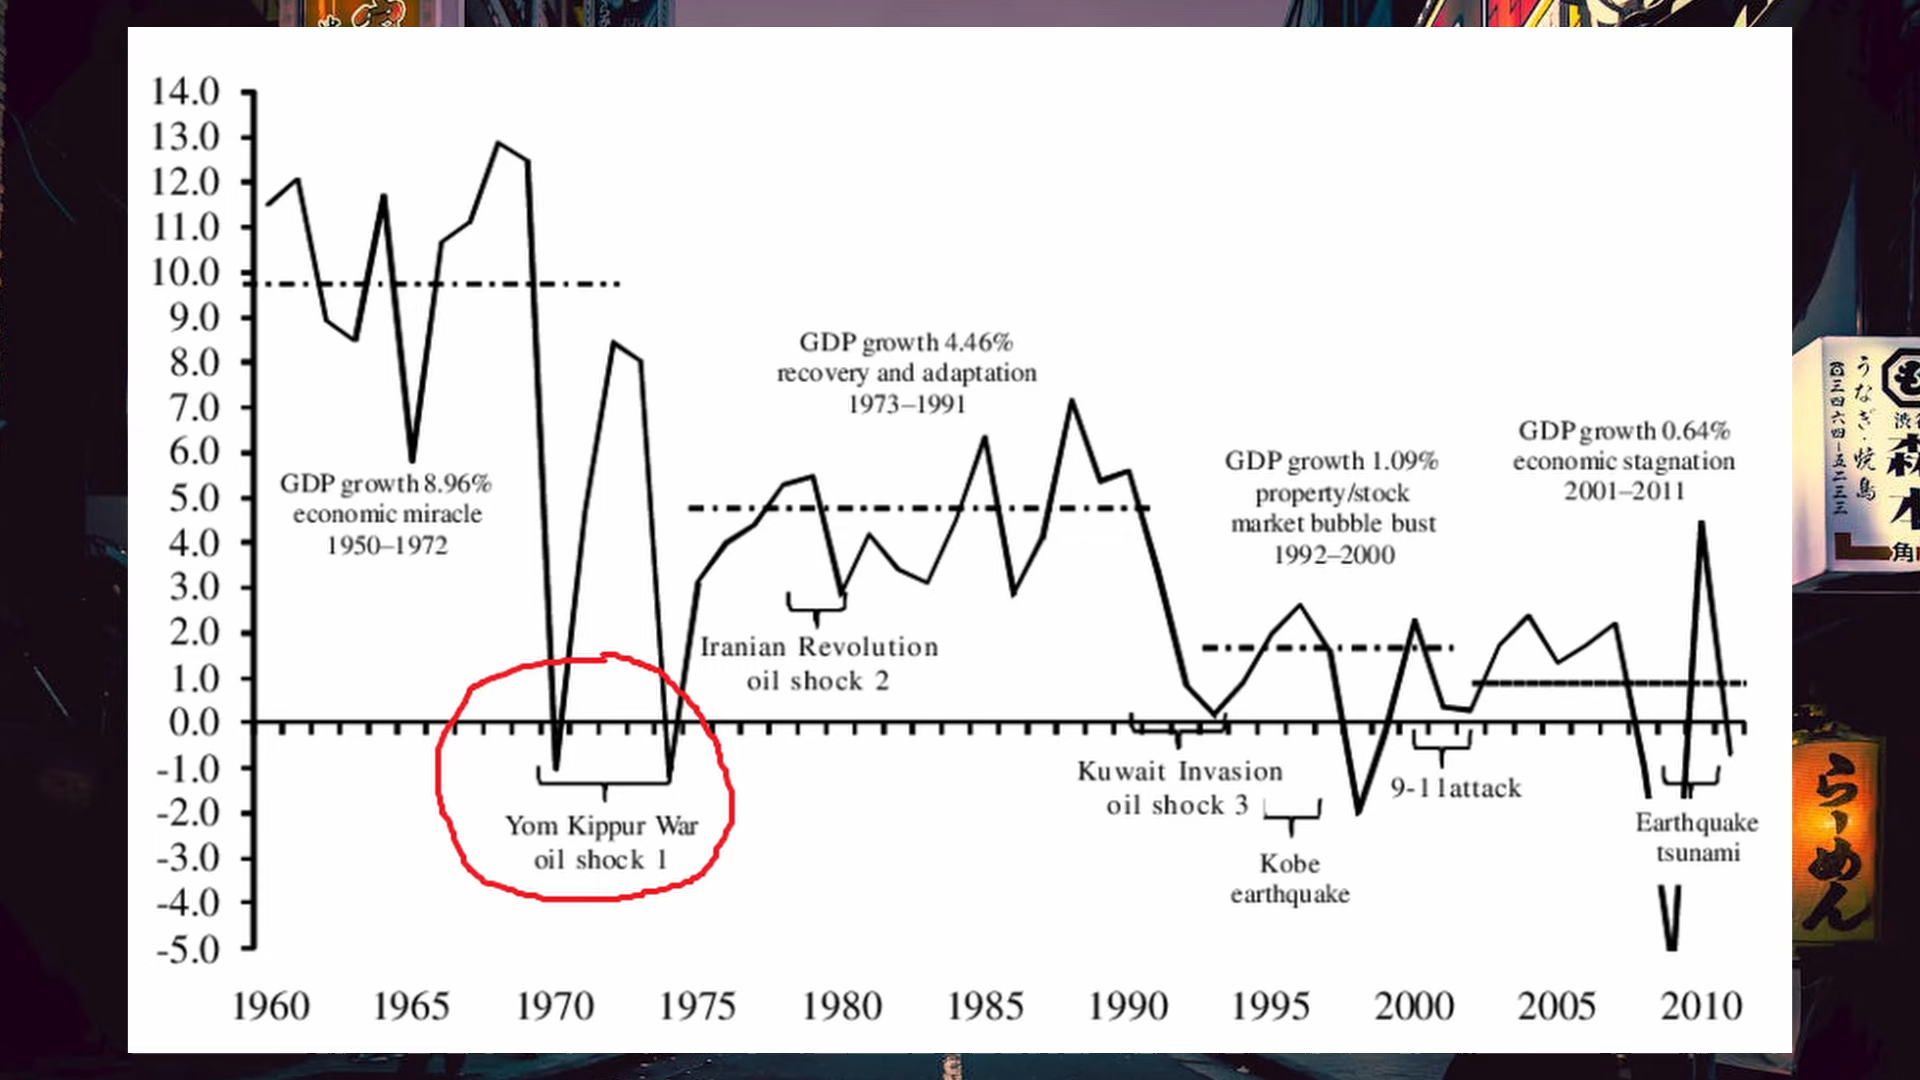 14.0
13.0
12.0
11.0
10.0
9.0
8.0
7.0
6.0
5.0
4.0
3.0
2.0
1.0
0.0
-1.0
-2.0
-3.0
-4.0
-5.0
GDP growth 8.96%
economic miracle
1950–1972
GDP growth 4.46%
recovery and adaptation
1973–1991
GDP growth 1.09%
property/stock
market bubble bust
1992–2000
GDP growth 0.64%
economic stagnation
2001–2011
Yom Kippur War
oil shock 1
Iranian Revolution
oil shock 2
Kuwait Invasion
oil shock 3
Kobe
earthquake
9-11attack
Earthquake
tsunami
1960 1965 1970 1975 1980 1985 1990 1995 2000 2005 2010
うなぎ・焼鳥
らーめん